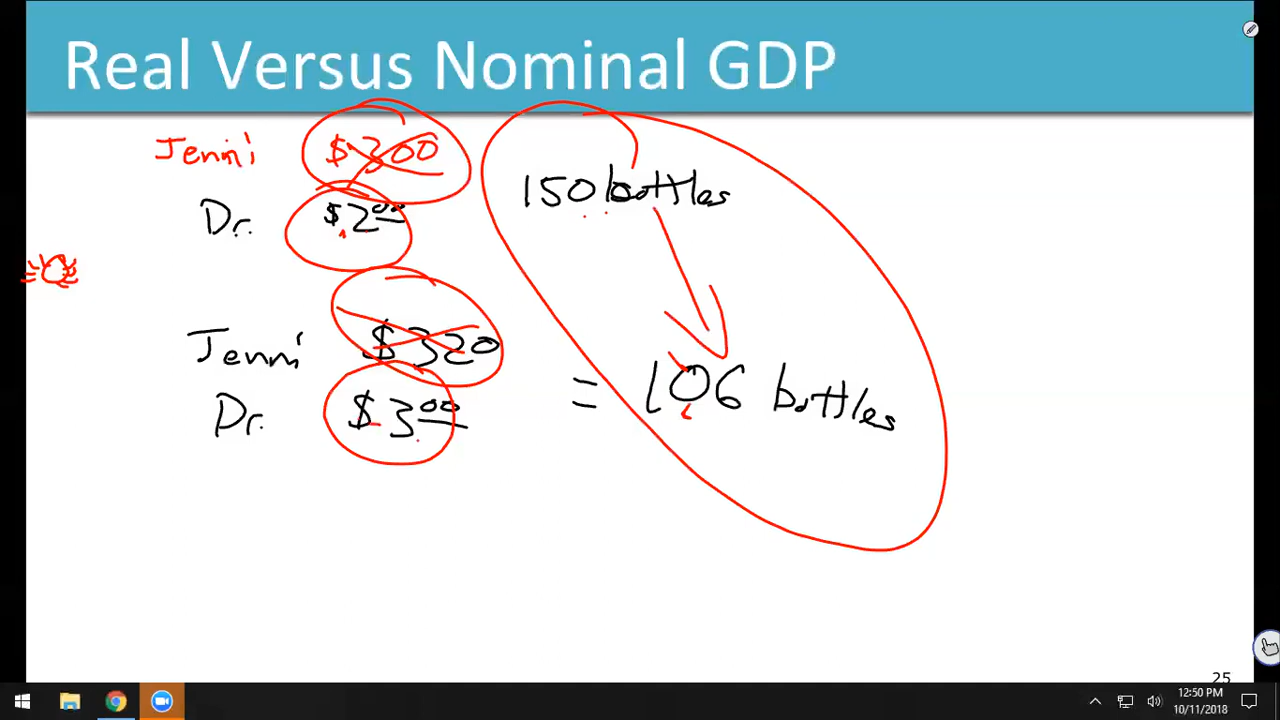 Real Versus Nominal GDP
Jenni $300
150 bottles
Dr. $2.00
Jenni $320
Dr. $3.00 = 106 bottles
25
12:50 PM
10/11/2018